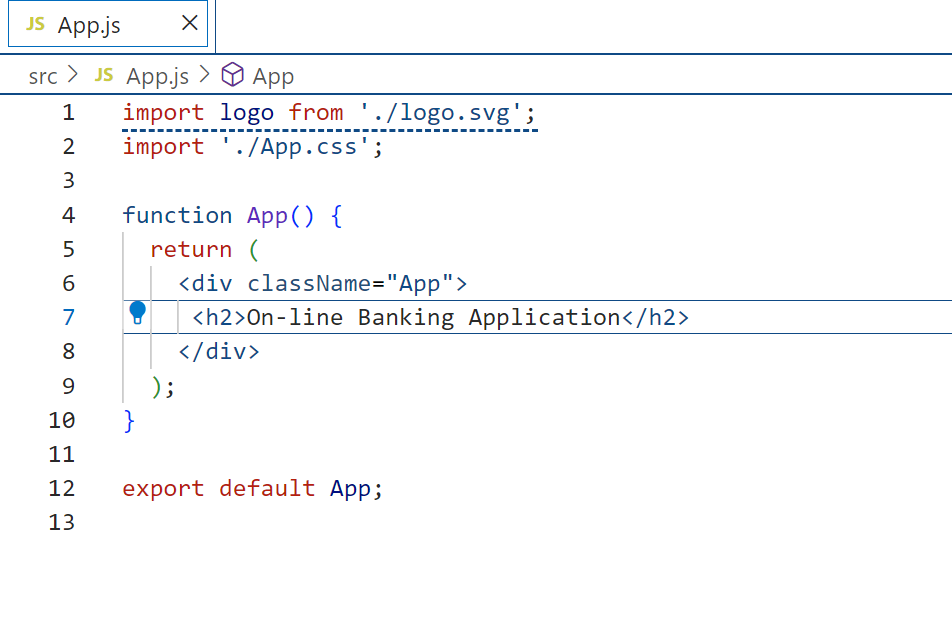 JS App.js
src > JS App.js > App
1 import logo from './logo.svg';
2 import './App.css';
3
4 function App() {
5   return (
6     <div className="App">
7      <h2>On-line Banking Application</h2>
8     </div>
9   );
10 }
11
12 export default App;
13